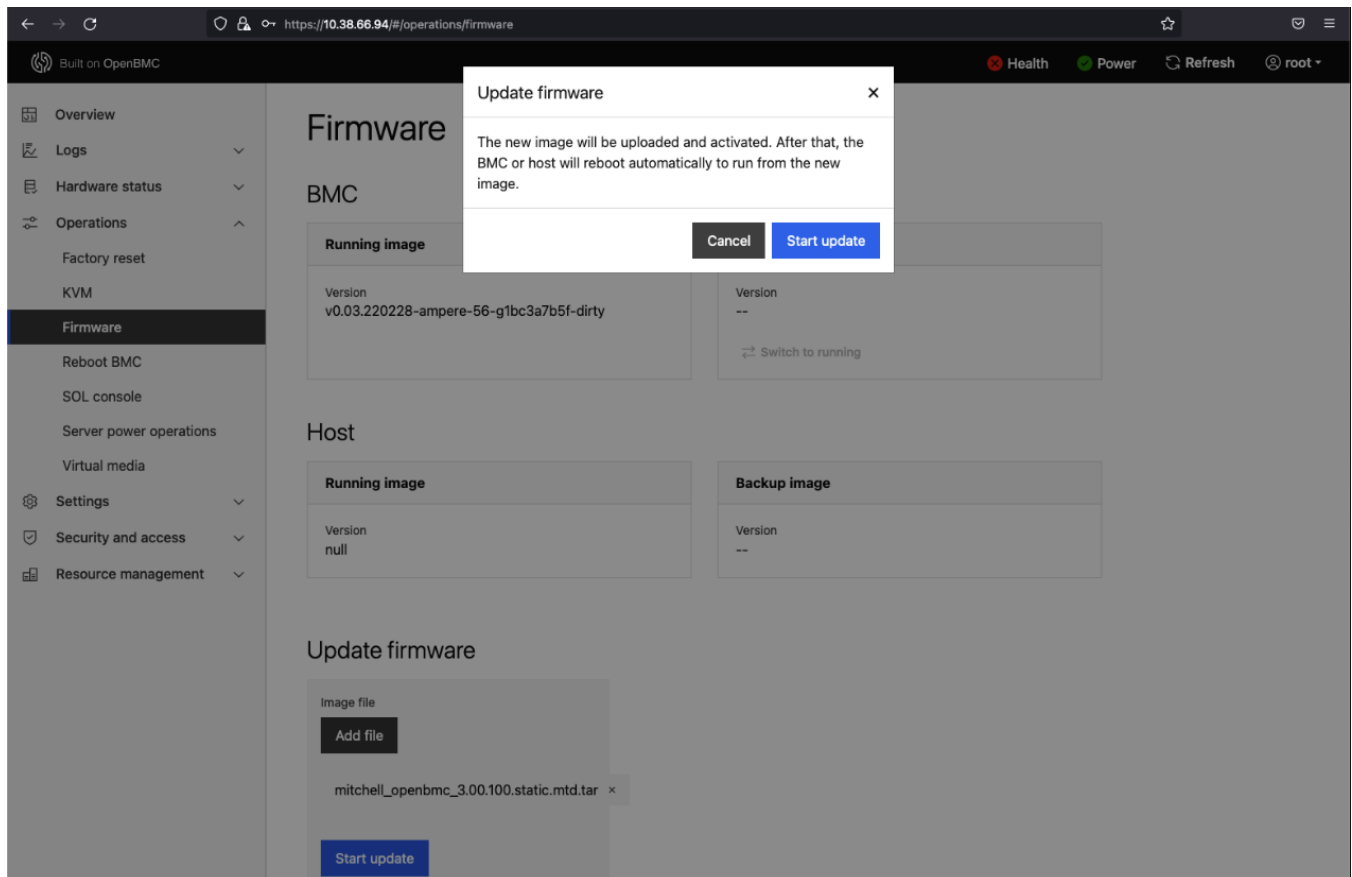 https://10.38.66.94/#/operations/firmware
Built on OpenBMC
Health
Power
Refresh
root
Overview
Logs
Hardware status
Operations
Factory reset
KVM
Firmware
Reboot BMC
SOL console
Server power operations
Virtual media
Settings
Security and access
Resource management
Firmware
Update firmware
×
The new image will be uploaded and activated. After that, the
BMC or host will reboot automatically to run from the new
image.
Cancel
Start update
BMC
Running image
Version
v0.03.220228-ampere-56-g1bc3a7b5f-dirty
Version
--
Switch to running
Host
Running image
Version
null
Backup image
Version
--
Update firmware
Image file
Add file
mitchell_openbmc_3.00.100.static.mtd.tar ×
Start update